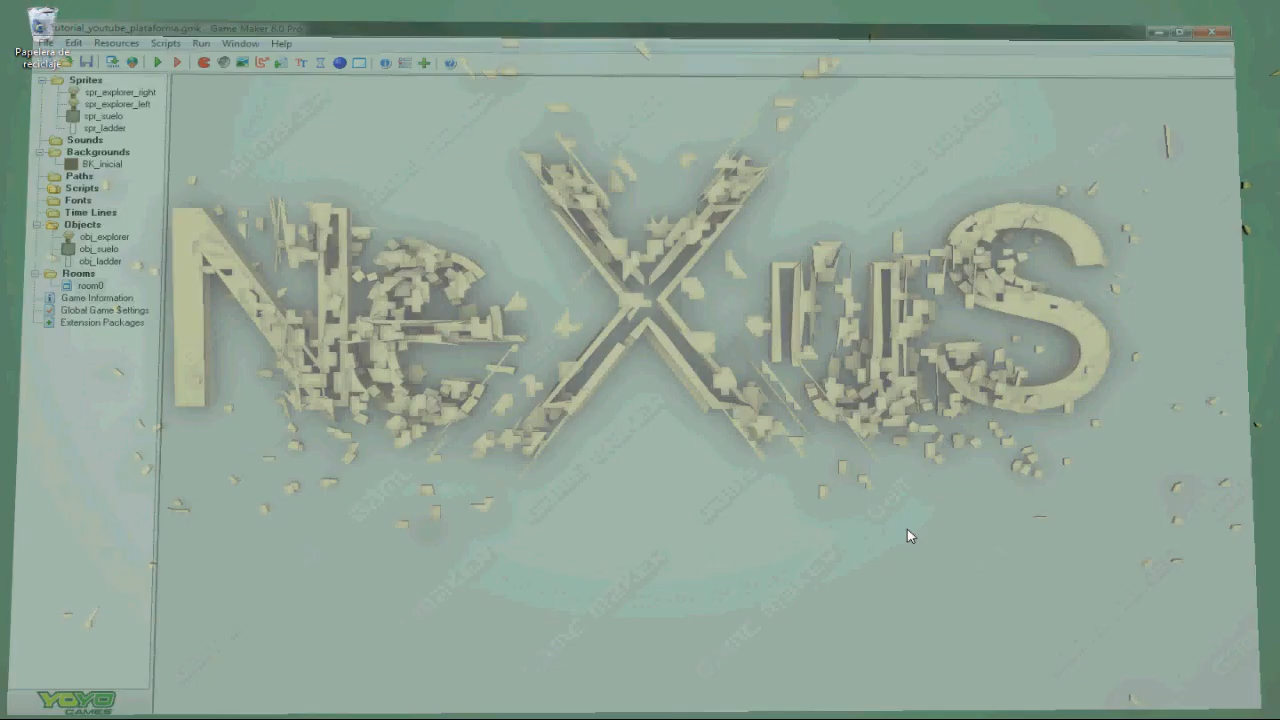 tutorial_youtube_plataforma.gmk - Game Maker 8.0 Pro
File Edit Resources Scripts Run Window Help
Papelera de
reciclaje
Sprites
spr_explorer_right
spr_explorer_left
spr_suelo
spr_ladder
Sounds
Backgrounds
BK_inicial
Paths
Scripts
Fonts
Time Lines
Objects
obj_explorer
obj_suelo
obj_ladder
Rooms
room0
Game Information
Global Game Settings
Extension Packages
NeXuS
YOYO
GAMES